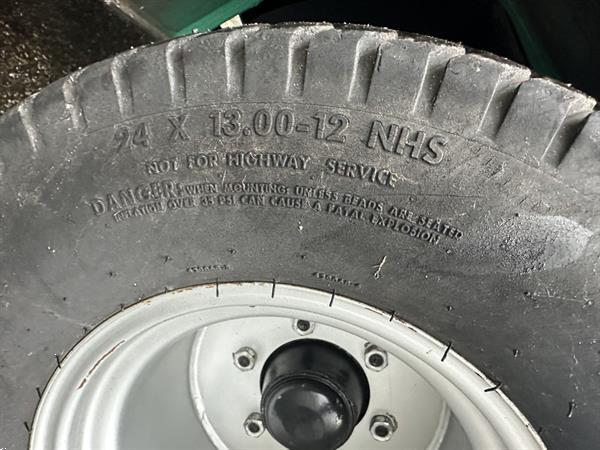 24 X 13.00-12 NHS
NOT FOR HIGHWAY SERVICE
DANGER: WHEN MOUNTING: UNLESS BEADS ARE SEATED
INFLATION OVER 35 PSI CAN CAUSE A FATAL EXPLOSION